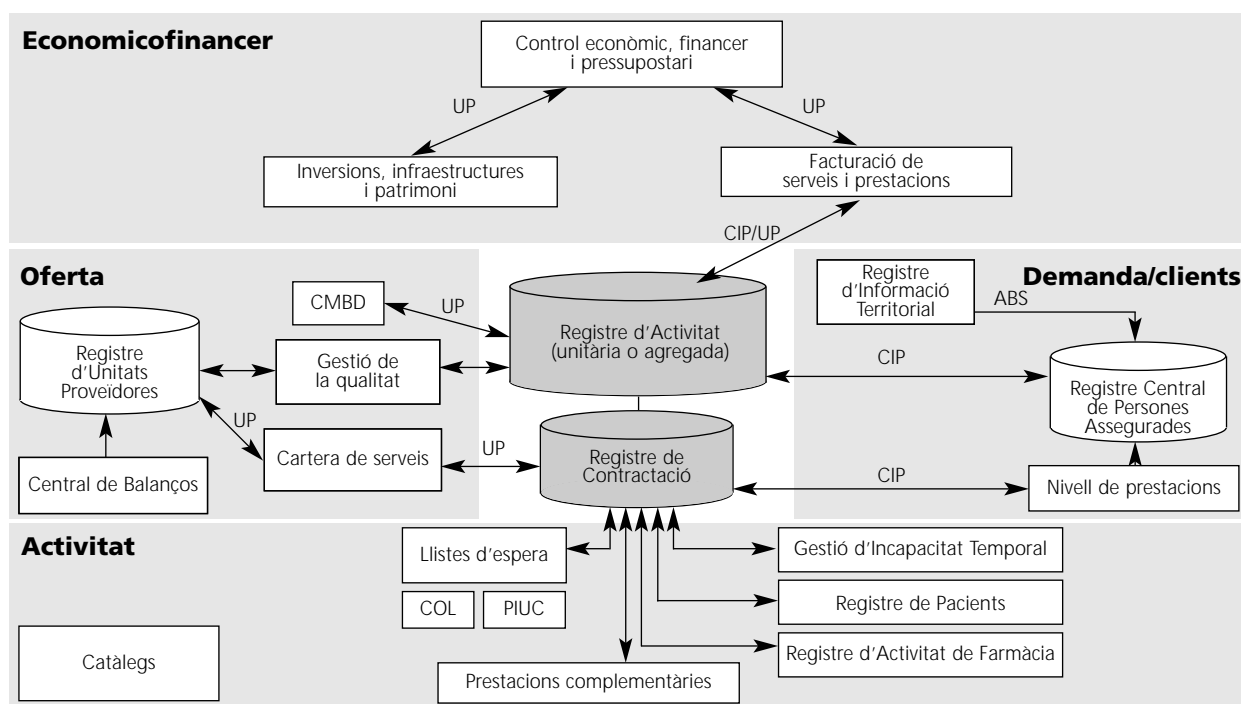 Economicofinancer
Control econòmic, financer
i pressupostari
UP
UP
Inversions, infraestructures
i patrimoni
Facturació de
serveis i prestacions
CIP/UP
Oferta
Demanda/clients
CMBD
UP
Registre d'Activitat
(unitària o agregada)
Registre
d'Informació
Territorial
ABS
Registre
d'Unitats
Proveïdores
Gestió de
la qualitat
CIP
Registre Central
de Persones
Assegurades
UP
Cartera de serveis
UP
Registre de
Contractació
Central de Balanços
CIP
Nivell de prestacions
Activitat
Llistes d'espera
Gestió d'Incapacitat Temporal
COL
PIUC
Registre de Pacients
Catàlegs
Registre d'Activitat de Farmàcia
Prestacions complementàries